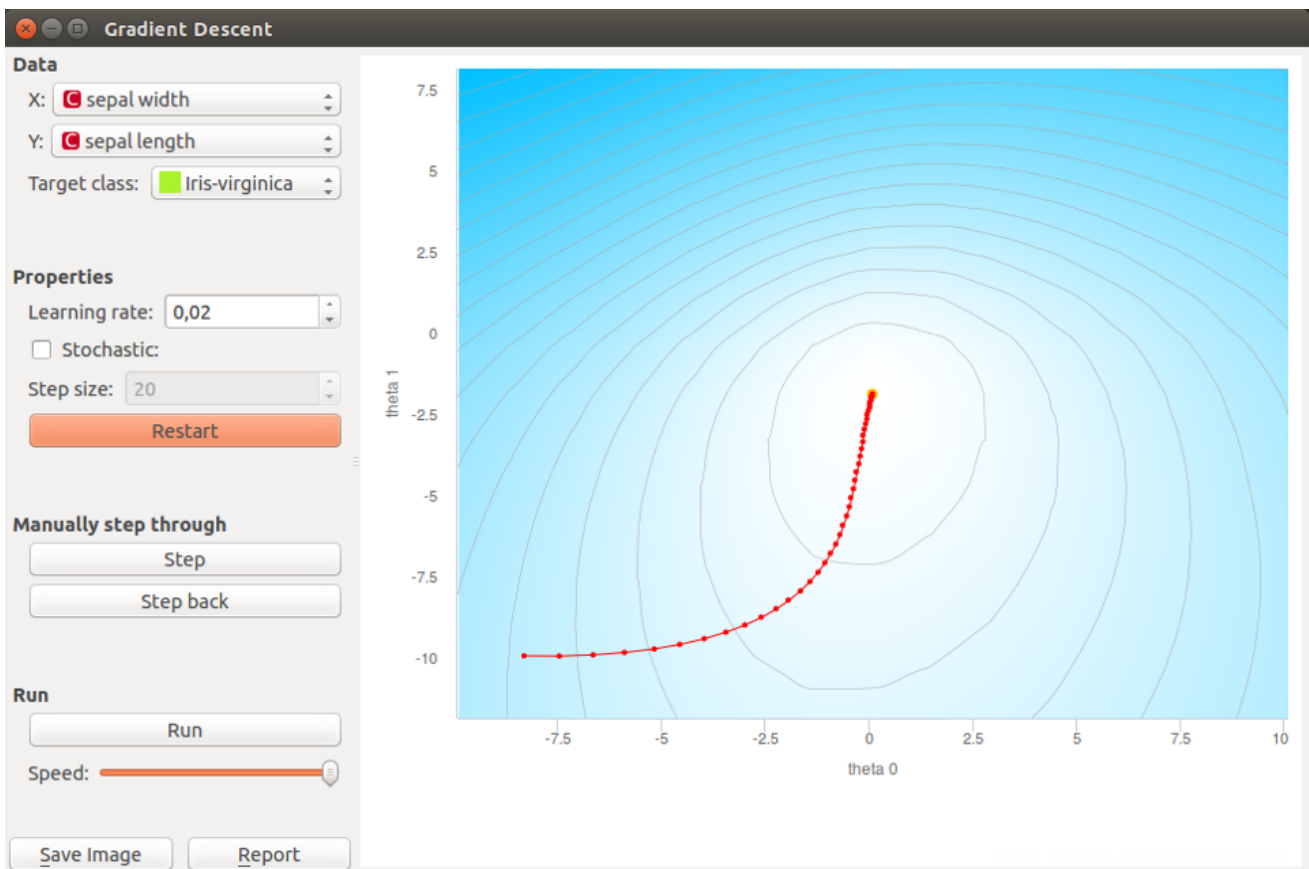 Gradient Descent
Data
X: C sepal width
Y: C sepal length
Target class: Iris-virginica
Properties
Learning rate: 0,02
Stochastic:
Step size: 20
Restart
Manually step through
Step
Step back
Run
Run
Speed:
Save Image Report
7.5
5
2.5
0
-2.5
-5
-7.5
-10
theta 1
-7.5 -5 -2.5 0 2.5 5 7.5 10
theta 0